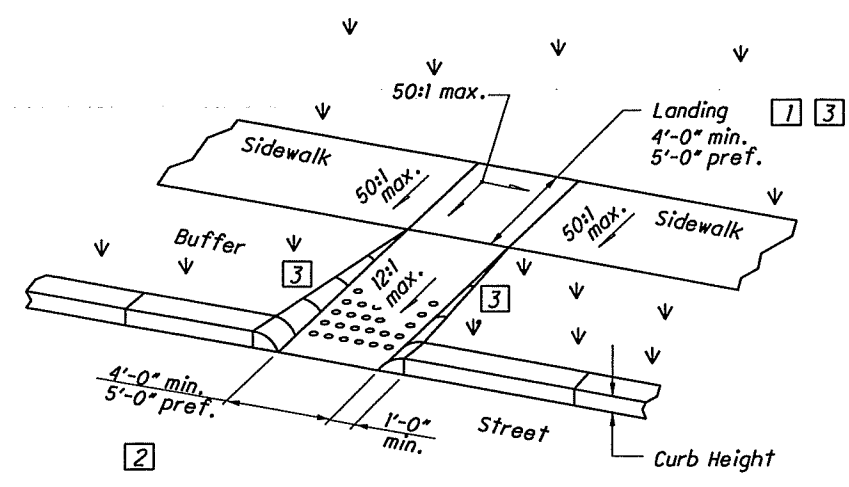 50:1 max.
Landing 1 3
4'-0" min.
5'-0" pref.
Sidewalk
50:1
max.
50:1
max.
Sidewalk
Buffer
3
12:1
max.
3
4'-0" min.
5'-0" pref.
1'-0"
min.
Street
2
Curb Height